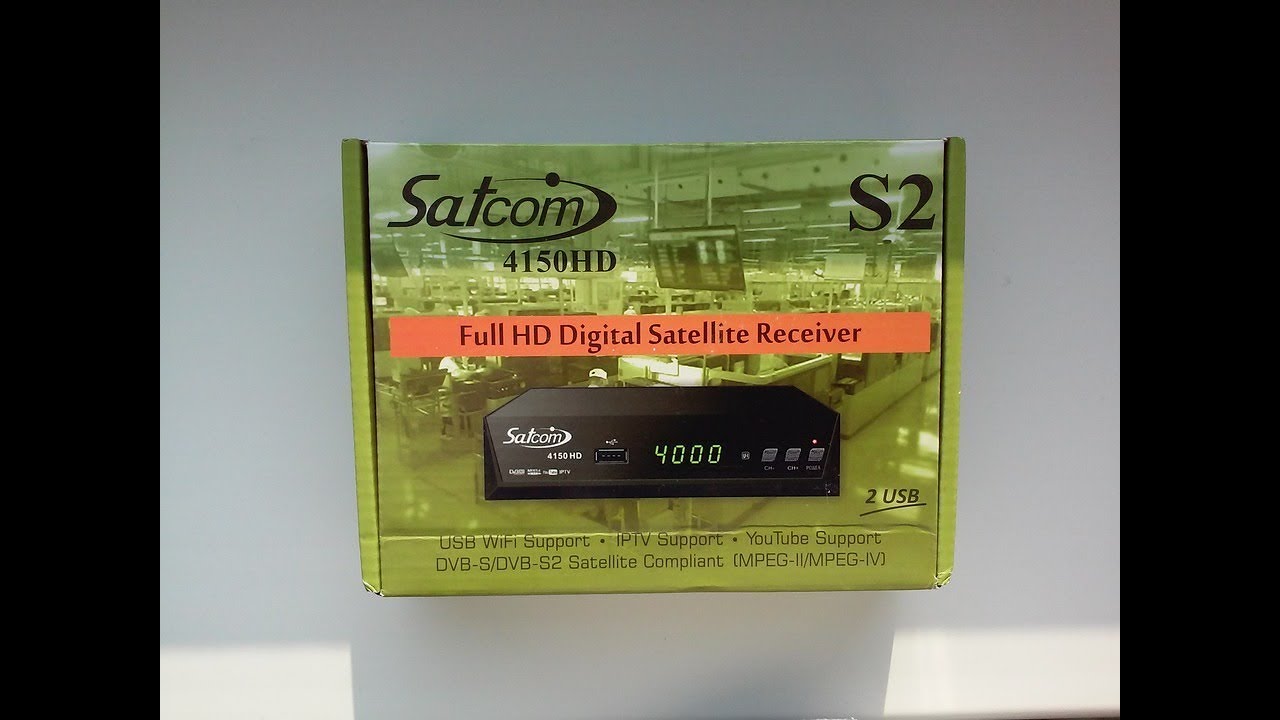 Satcom
S2
4150HD
Full HD Digital Satellite Receiver
Satcom
4150 HD
4000
CH-
CH+
POWER
IPTV
2 USB
USB WiFi Support • IPTV Support • YouTube Support
DVB-S/DVB-S2 Satellite Compliant (MPEG-II/MPEG-IV)